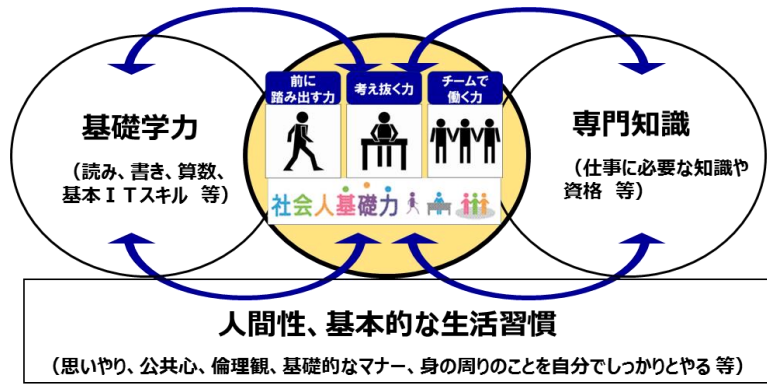 前に
踏み出す力
考え抜く力
チームで
働く力
基礎学力
(読み、書き、算数、
基本ITスキル 等)
社会人基礎力
専門知識
(仕事に必要な知識や
資格 等)
人間性、基本的な生活習慣
(思いやり、公共心、倫理観、基礎的なマナー、身の周りのことを自分でしっかりとやる 等)